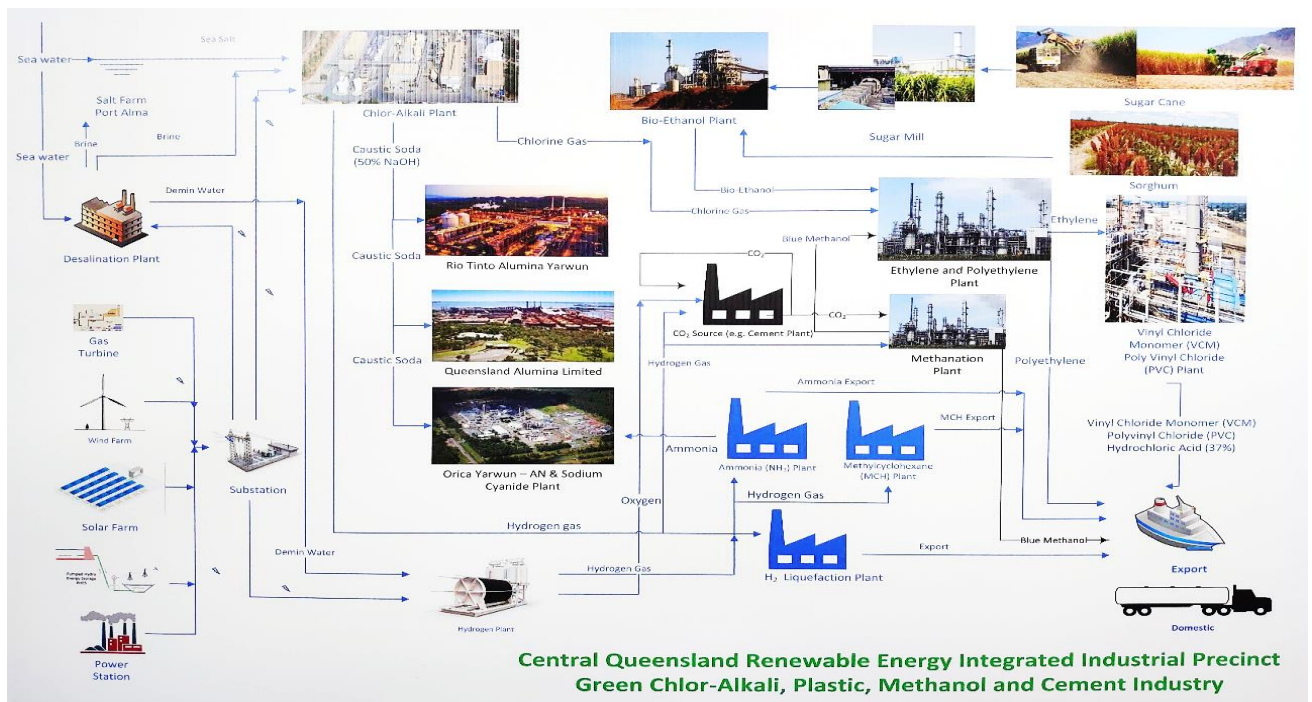 Sea Salt
Sea water
Salt Farm
Port Alma
Brine
Brine
Sea water
Demin Water
Desalination Plant
Chlor-Alkali Plant
Caustic Soda
(50% NaOH)
Chlorine Gas
Bio-Ethanol Plant
Sugar Mill
Sugar Cane
Sorghum
Bio-Ethanol
Chlorine Gas
Ethylene
Blue Methanol
Rio Tinto Alumina Yarwun
Caustic Soda
CO₂
Ethylene and Polyethylene
Plant
CO₂
CO₂ Source (e.g. Cement Plant)
Vinyl Chloride
Monomer (VCM)
Poly Vinyl Chloride
(PVC) Plant
Gas
Turbine
Queensland Alumina Limited
Caustic Soda
Hydrogen Gas
Methanation
Plant
Polyethylene
Ammonia Export
MCH Export
Wind Farm
Vinyl Chloride Monomer (VCM)
Polyvinyl Chloride (PVC)
Hydrochloric Acid (37%)
Ammonia
Ammonia (NH₃) Plant
Methylcyclohexane
(MCH) Plant
Orica Yarwun – AN & Sodium
Cyanide Plant
Substation
Oxygen
Hydrogen Gas
Solar Farm
Hydrogen gas
Demin Water
Pumped Hydro
Energy Storage
Hydrogen Gas
Export
Blue Methanol
H₂ Liquefaction Plant
Export
Hydrogen Plant
Domestic
Power
Station
Central Queensland Renewable Energy Integrated Industrial Precinct
Green Chlor-Alkali, Plastic, Methanol and Cement Industry